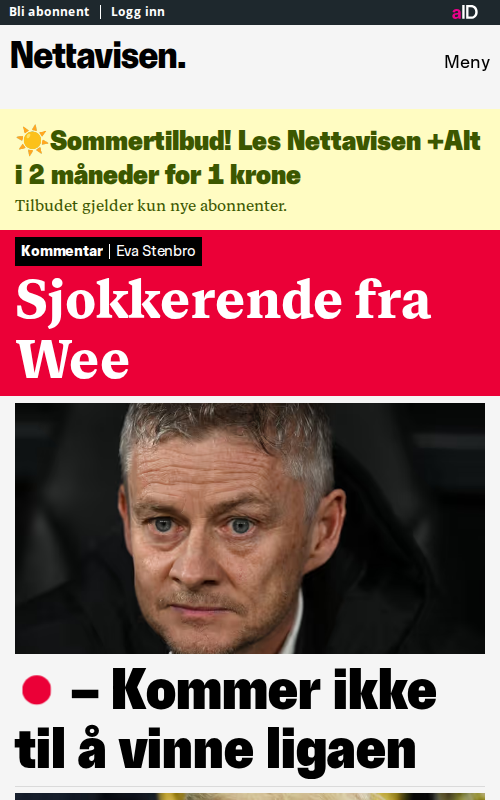 Bli abonnent | Logg inn
aID
Nettavisen.
Meny
☀️Sommertilbud! Les Nettavisen +Alt
i 2 måneder for 1 krone
Tilbudet gjelder kun nye abonnenter.
Kommentar | Eva Stenbro
Sjokkerende fra
Wee
– Kommer ikke
til å vinne ligaen